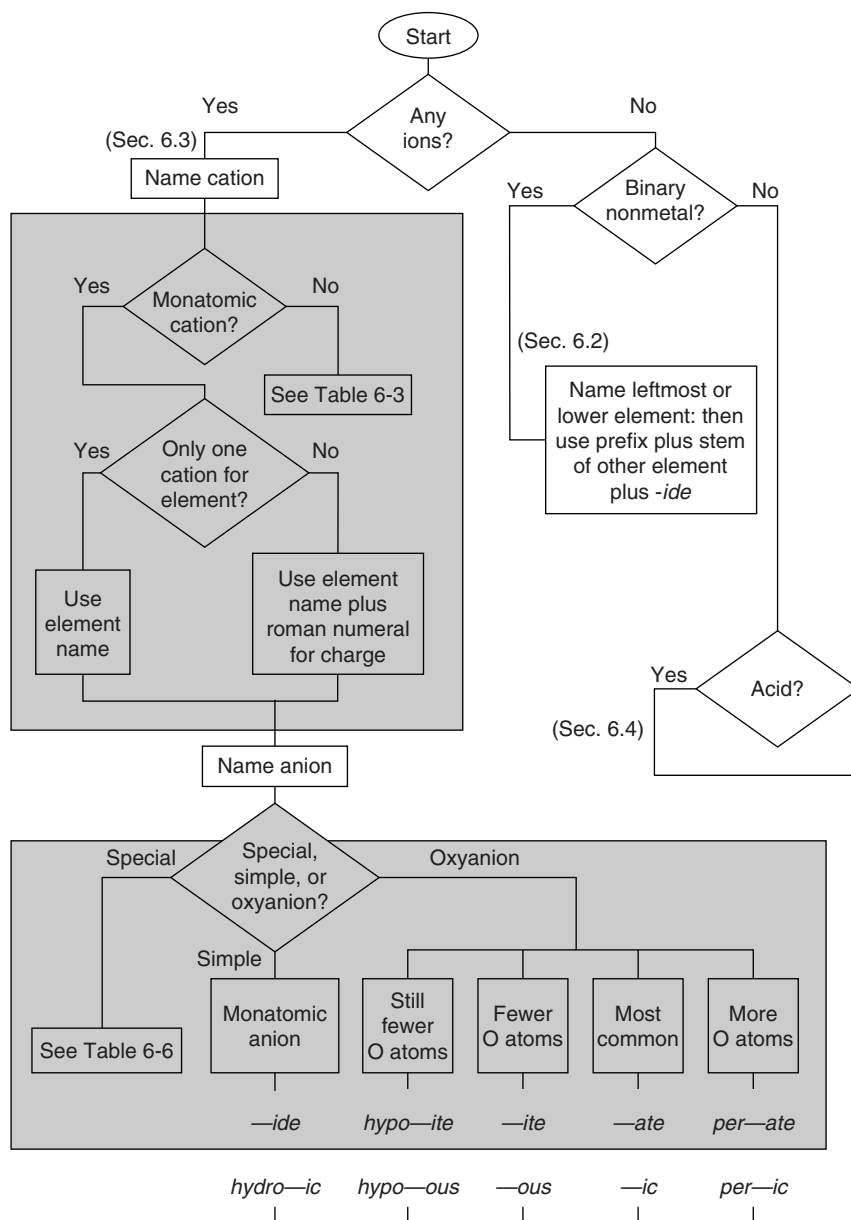 Start
Any
ions?
Yes
No
(Sec. 6.3)
Name cation
Binary
nonmetal?
Yes
No
Monatomic
cation?
Yes
No
See Table 6-3
(Sec. 6.2)
Name leftmost or
lower element: then
use prefix plus stem
of other element
plus -ide
Only one
cation for
element?
Yes
No
Use
element
name
Use element
name plus
roman numeral
for charge
Acid?
Yes
(Sec. 6.4)
Name anion
Special,
simple, or
oxyanion?
Special
Oxyanion
Simple
See Table 6-6
Monatomic
anion
Still
fewer
O atoms
Fewer
O atoms
Most
common
More
O atoms
—ide
hypo—ite
—ite
—ate
per—ate
hydro—ic
hypo—ous
—ous
—ic
per—ic